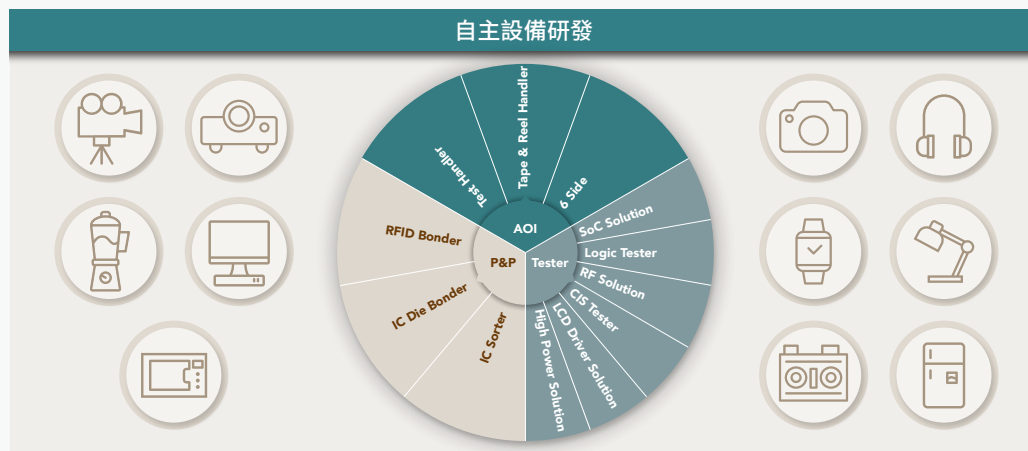 自主設備研發
Test Handler
Tape & Reel Handler
6 Side
AOI
SoC Solution
Logic Tester
RF Solution
CIS Tester
LCD Driver Solution
High Power Solution
Tester
P&P
RFID Bonder
IC Die Bonder
IC Sorter